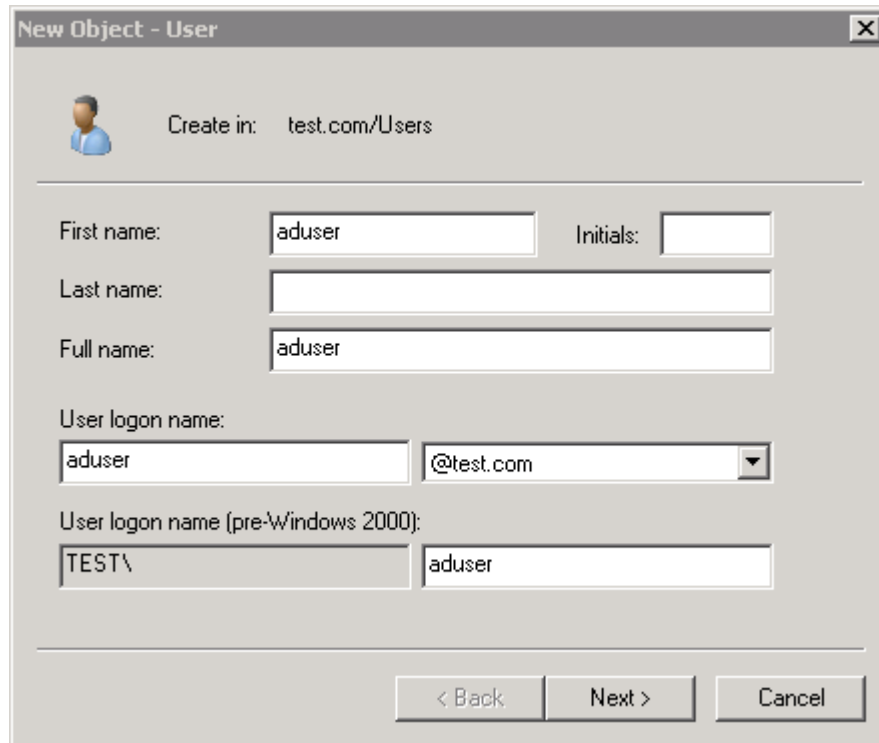 New Object - User
Create in: test.com/Users
First name: aduser Initials:
Last name:
Full name: aduser
User logon name:
aduser @test.com
User logon name (pre-Windows 2000):
TEST\ aduser
< Back Next > Cancel